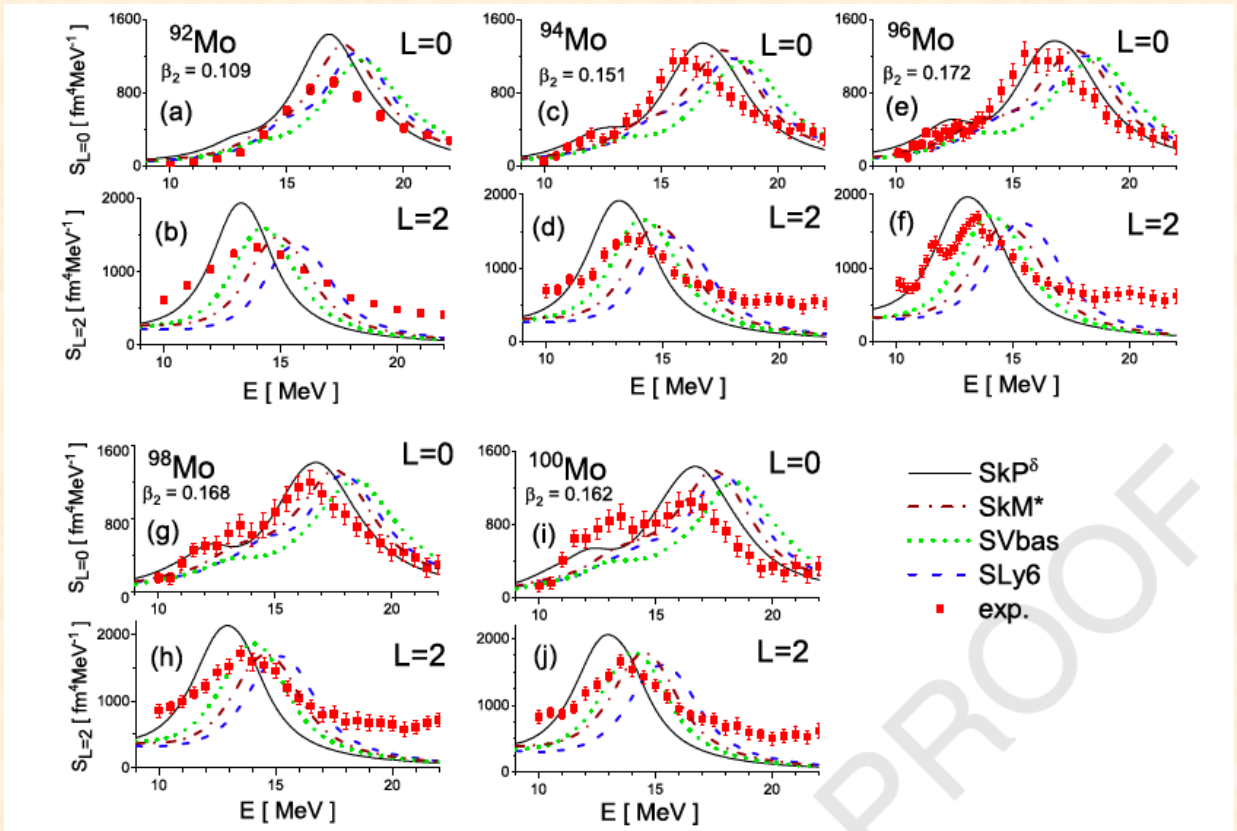 ⁹²Mo
L=0
β₂ = 0.109
(a)
S_L=0 [ fm⁴MeV⁻¹ ]
1600
800
0
10 15 20
⁹⁴Mo
L=0
β₂ = 0.151
(c)
1600
800
0
10 15 20
⁹⁶Mo
L=0
β₂ = 0.172
(e)
1600
800
0
10 15 20
(b)
L=2
S_L=2 [ fm⁴MeV⁻¹ ]
2000
1000
0
10 15 20
E [ MeV ]
(d)
L=2
2000
1000
0
10 15 20
E [ MeV ]
(f)
L=2
2000
1000
0
10 15 20
E [ MeV ]
⁹⁸Mo
L=0
β₂ = 0.168
(g)
S_L=0 [ fm⁴MeV⁻¹ ]
1600
800
0
10 15 20
¹⁰⁰Mo
L=0
β₂ = 0.162
(i)
1600
800
0
10 15 20
(h)
L=2
S_L=2 [ fm⁴MeV⁻¹ ]
2000
1000
0
10 15 20
E [ MeV ]
(j)
L=2
2000
1000
0
10 15 20
E [ MeV ]
SkP^δ
SkM*
SVbas
SLy6
exp.
PROOF